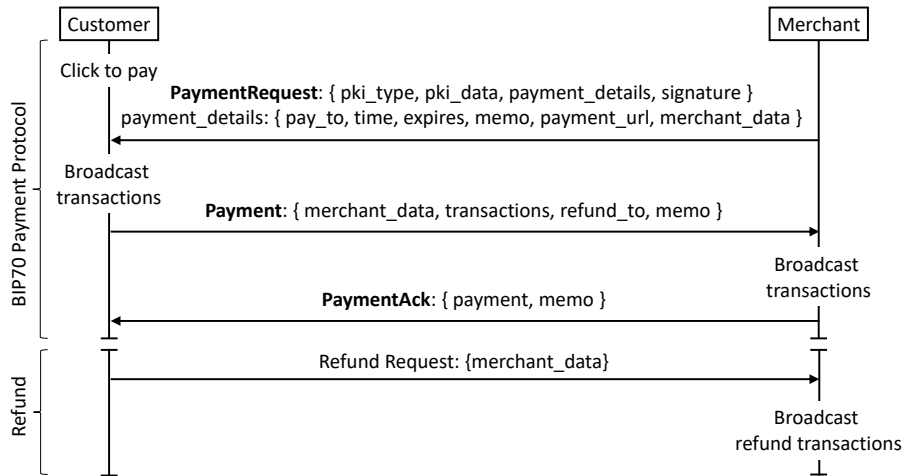 Customer
Merchant
BIP70 Payment Protocol
Click to pay
PaymentRequest: { pki_type, pki_data, payment_details, signature }
payment_details: { pay_to, time, expires, memo, payment_url, merchant_data }
Broadcast
transactions
Payment: { merchant_data, transactions, refund_to, memo }
Broadcast
transactions
PaymentAck: { payment, memo }
Refund
Refund Request: {merchant_data}
Broadcast
refund transactions